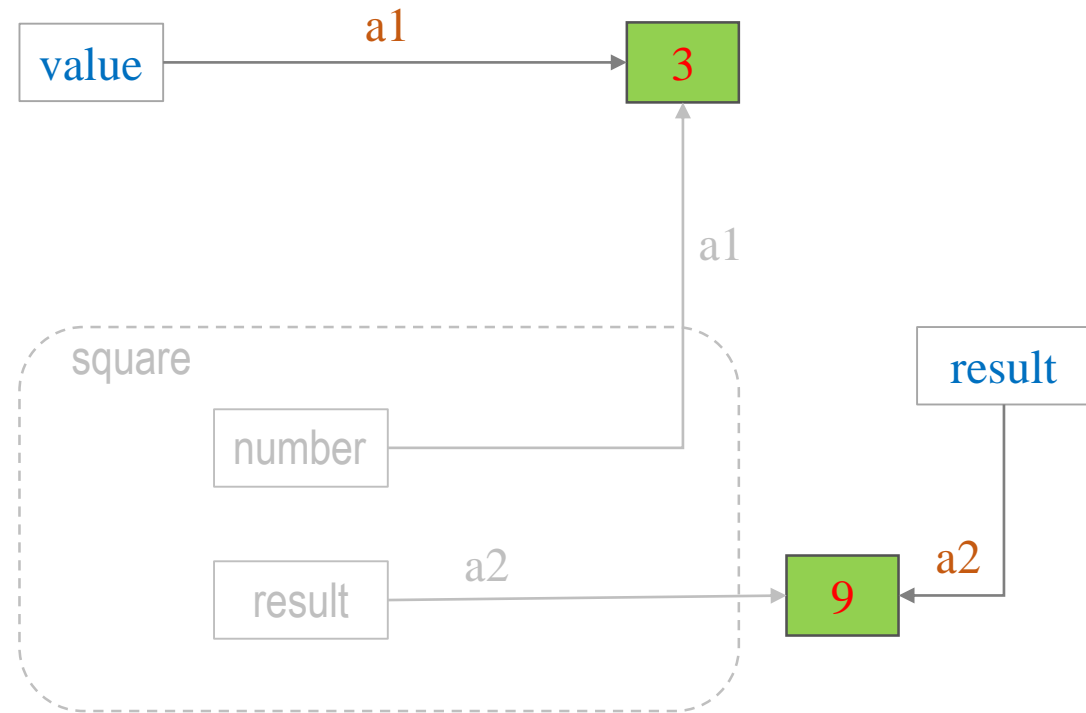 a1
value
3
a1
square
result
number
a2
a2
result
9